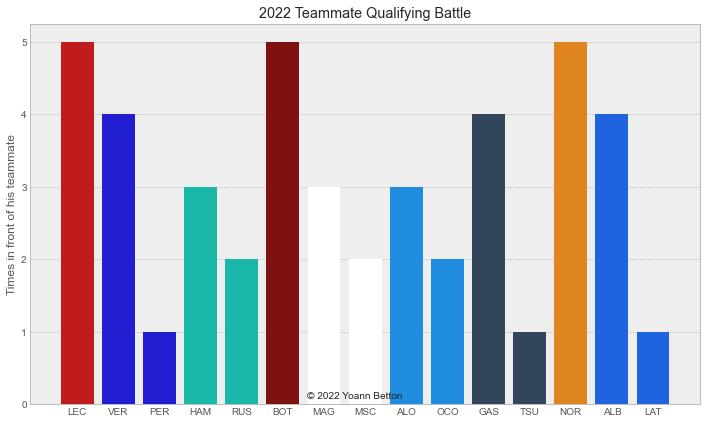 2022 Teammate Qualifying Battle
Times in front of his teammate
5
4
3
2
1
0
© 2022 Yoann Betton
LEC VER PER HAM RUS BOT MAG MSC ALO OCO GAS TSU NOR ALB LAT